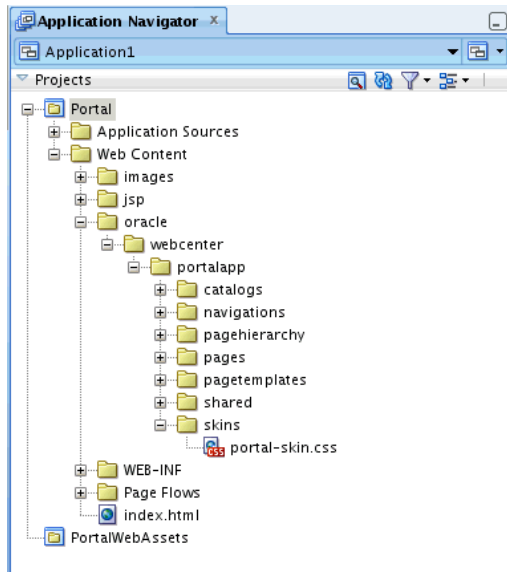 Application Navigator
Application1
Projects
Portal
Application Sources
Web Content
images
jsp
oracle
webcenter
portalapp
catalogs
navigations
pagehierarchy
pages
pagetemplates
shared
skins
CSS portal-skin.css
WEB-INF
Page Flows
index.html
PortalWebAssets